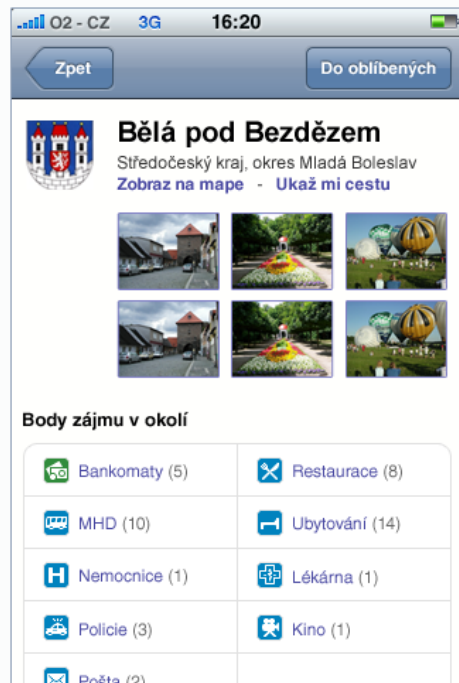 O2 - CZ 3G 16:20
Zpet Do oblíbených
Bělá pod Bezdězem
Středočeský kraj, okres Mladá Boleslav
Zobraz na mape - Ukaž mi cestu
Body zájmu v okolí
Bankomaty (5) Restaurace (8)
MHD (10) Ubytování (14)
H Nemocnice (1) Lékárna (1)
Policie (3) Kino (1)
Pošta (2)